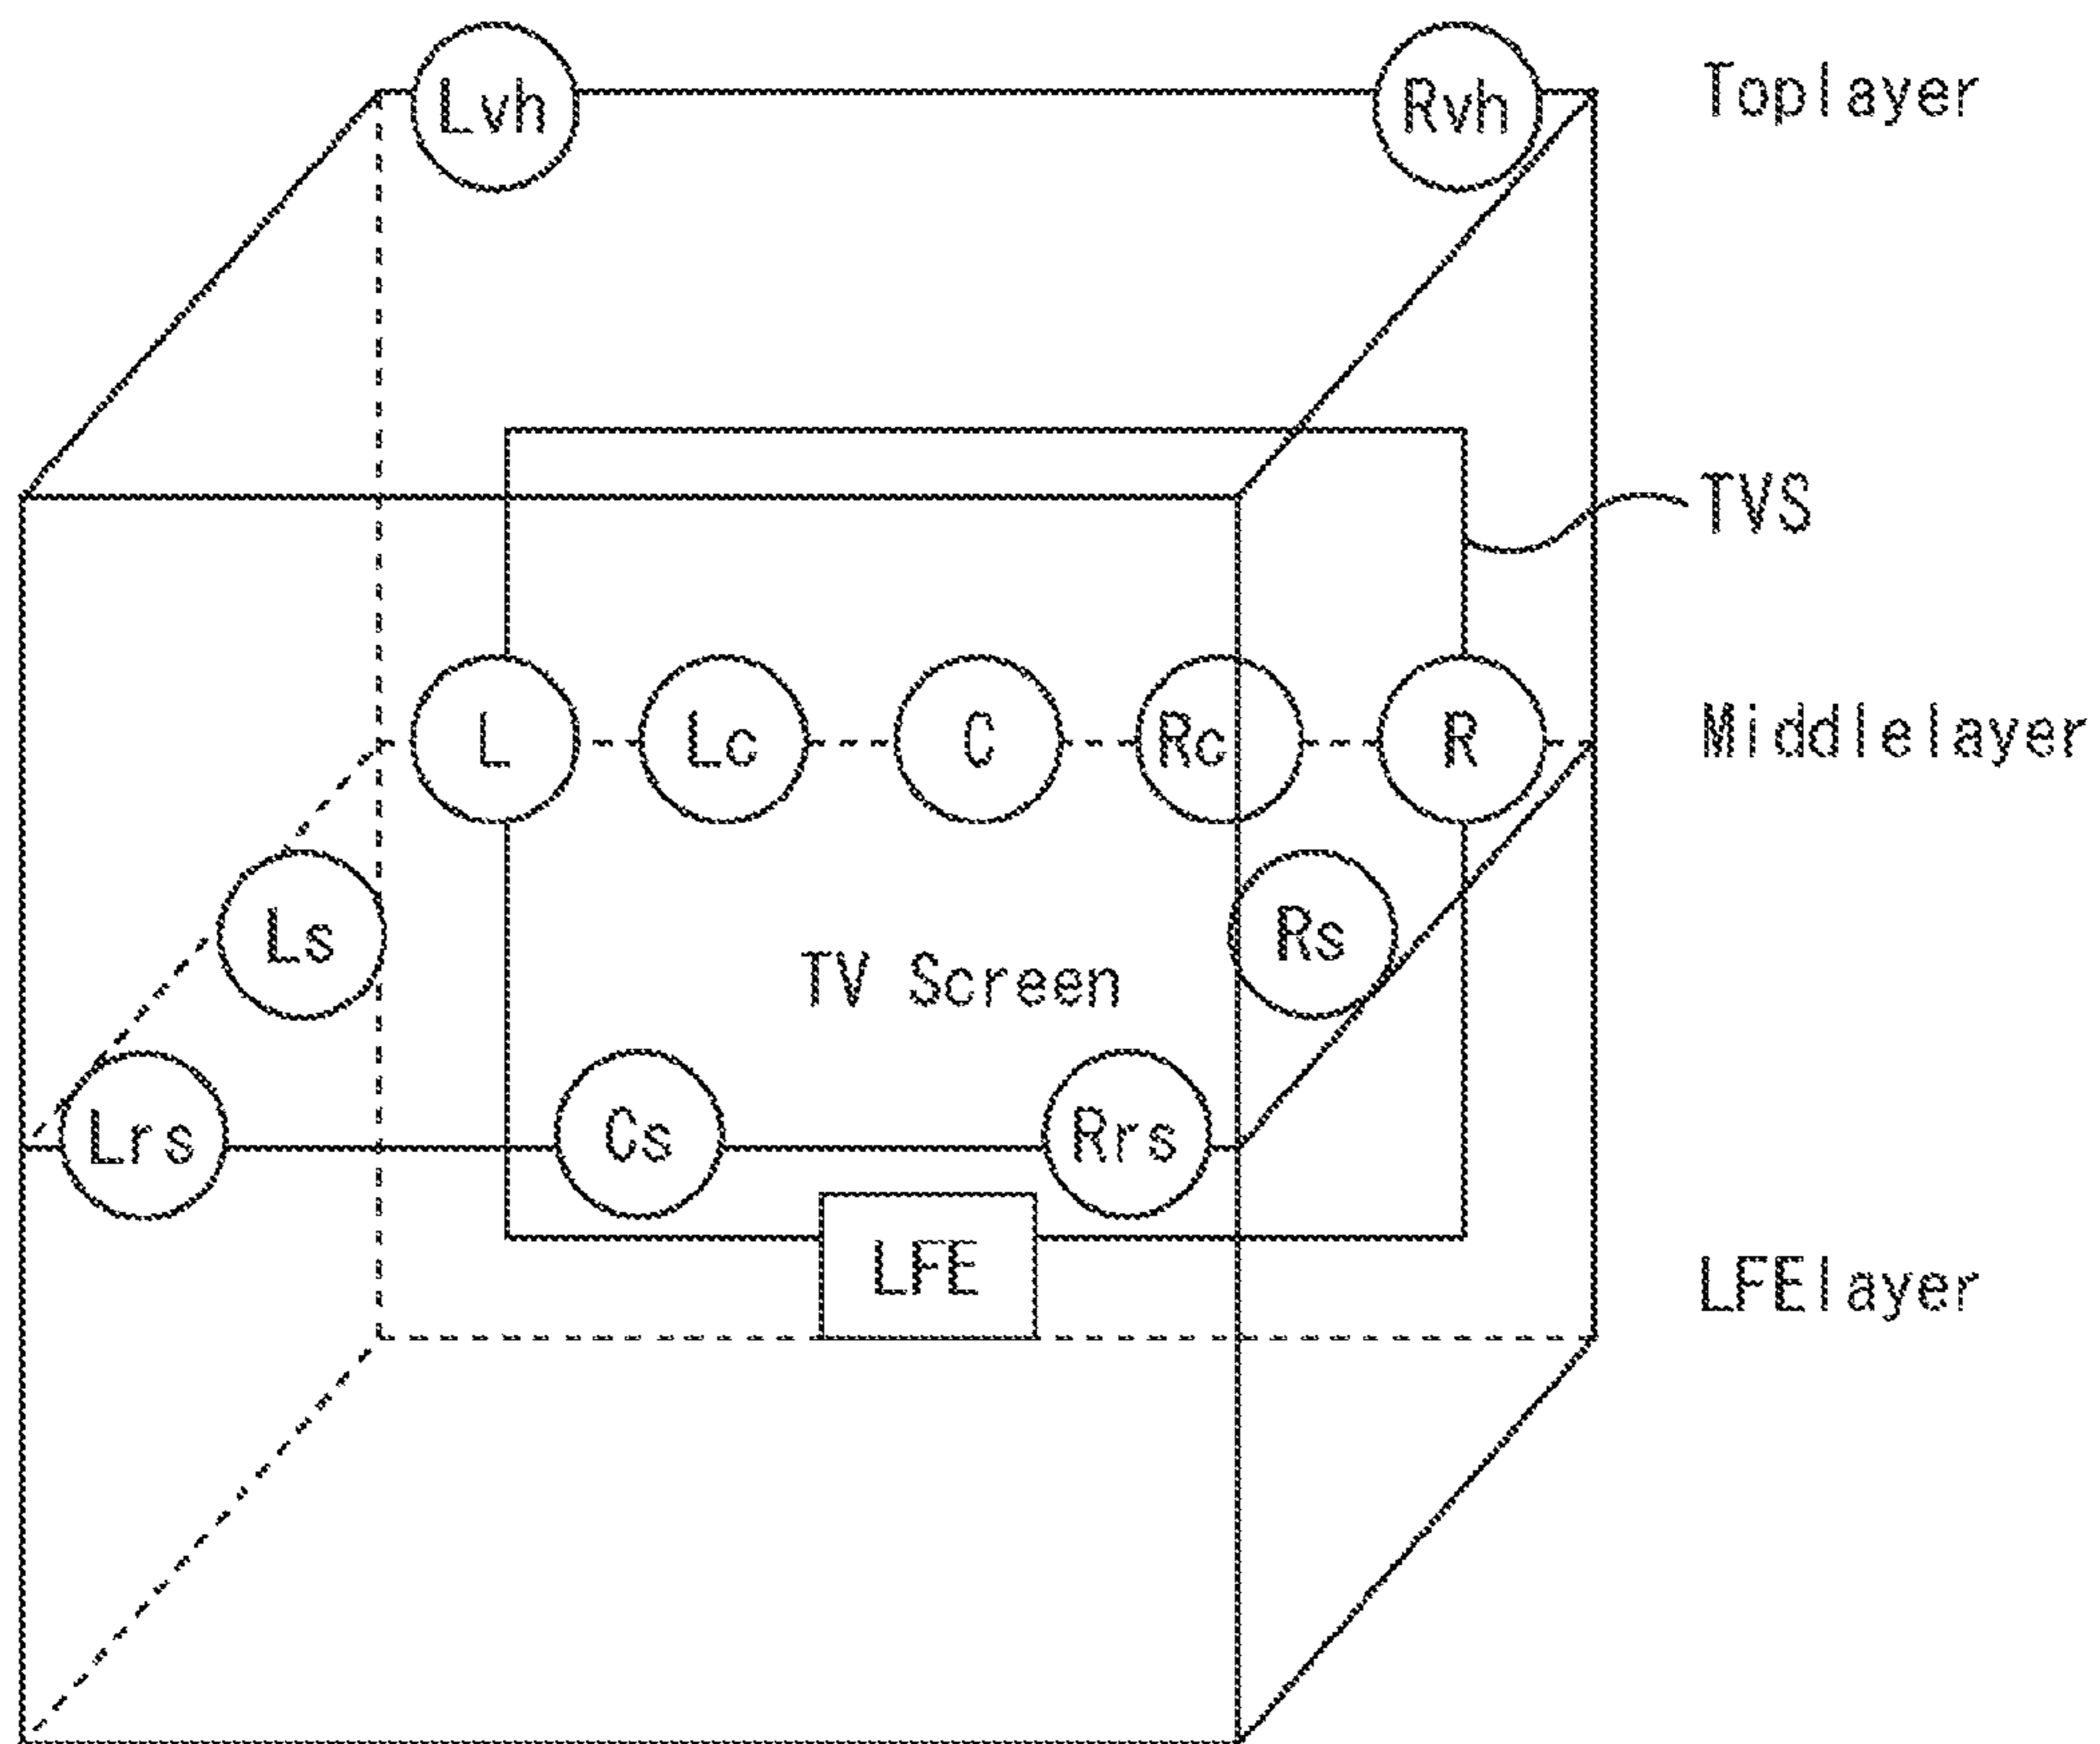 Lvh
Rvh
Toplayer
TVS
L
Lc
C
Rc
R
Middlelayer
Ls
Rs
TV Screen
Lrs
Cs
Rrs
LFE
LFElayer